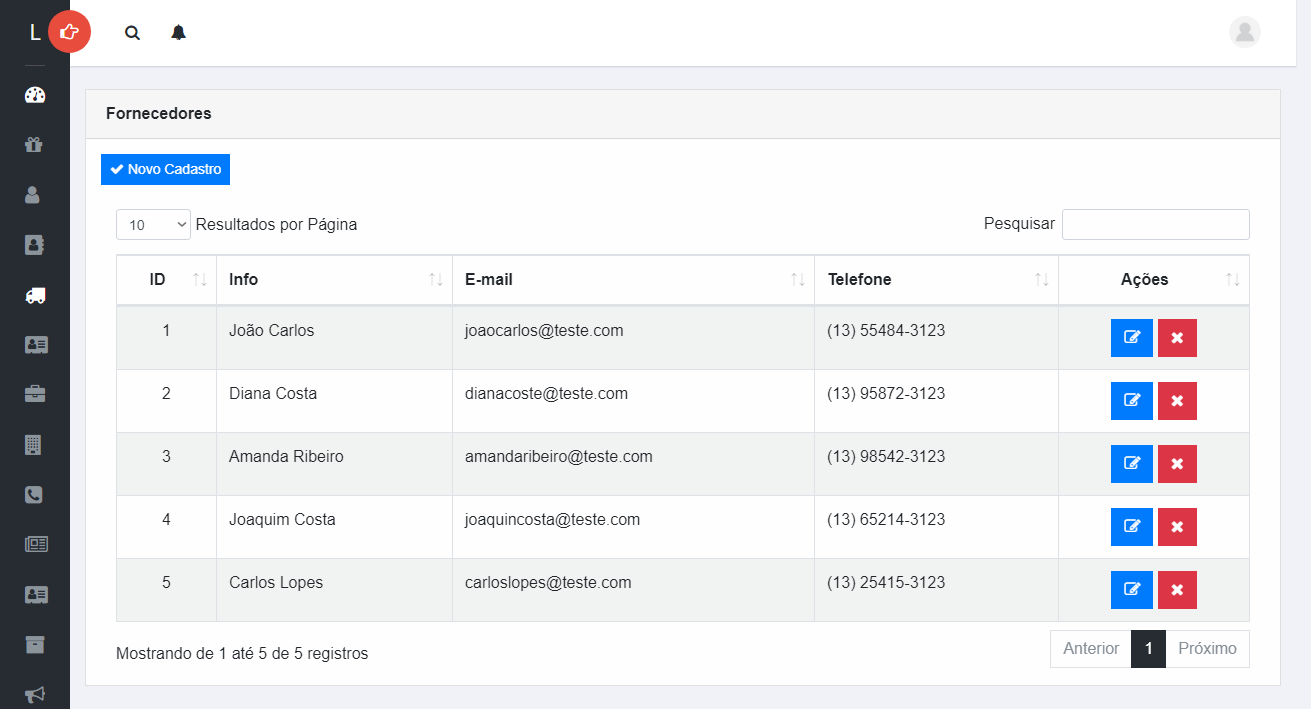 L
Fornecedores
Novo Cadastro
10 Resultados por Página Pesquisar
ID Info E-mail Telefone Ações
1 João Carlos joaocarlos@teste.com (13) 55484-3123
2 Diana Costa dianacoste@teste.com (13) 95872-3123
3 Amanda Ribeiro amandaribeiro@teste.com (13) 98542-3123
4 Joaquim Costa joaquincosta@teste.com (13) 65214-3123
5 Carlos Lopes carloslopes@teste.com (13) 25415-3123
Mostrando de 1 até 5 de 5 registros Anterior 1 Próximo